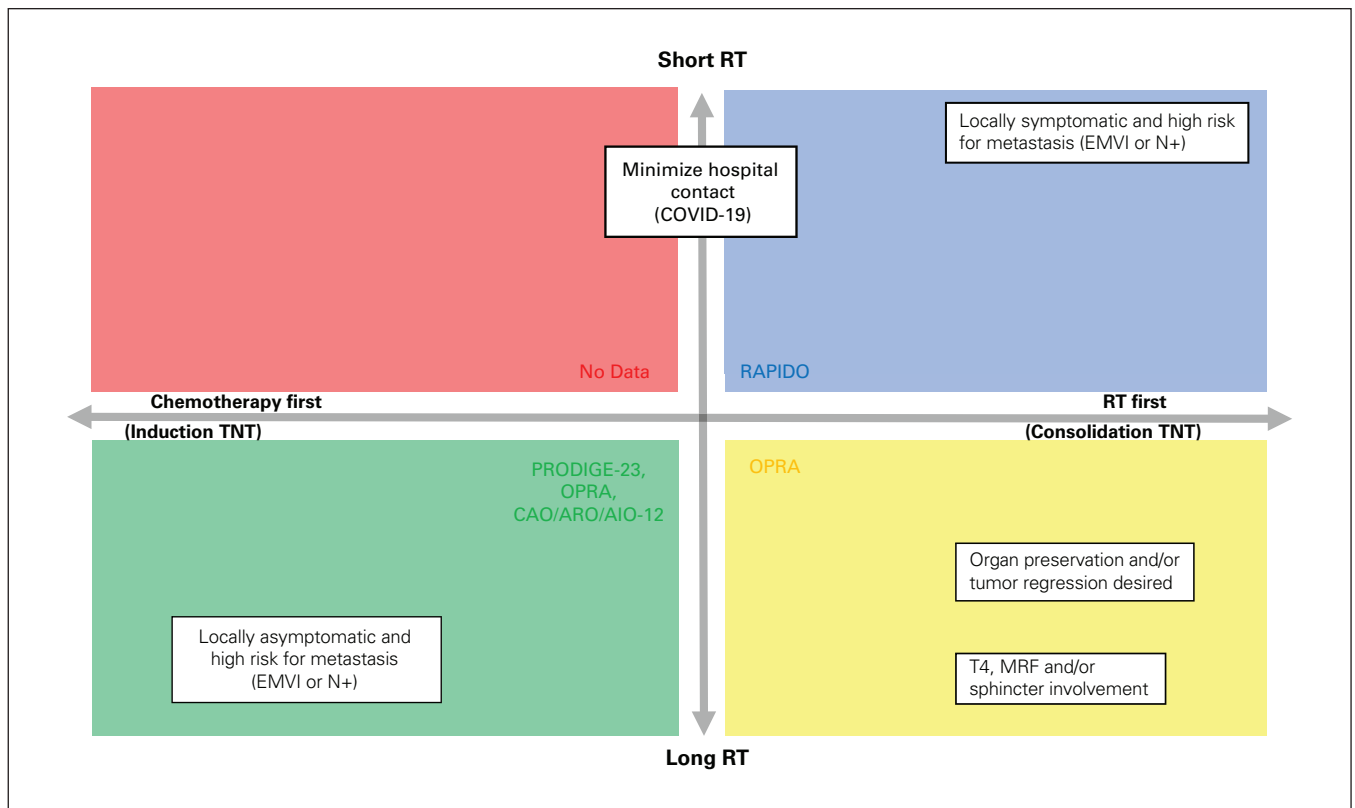 Short RT
Locally symptomatic and high risk
for metastasis (EMVI or N+)
Minimize hospital
contact
(COVID-19)
No Data
RAPIDO
Chemotherapy first
(Induction TNT)
RT first
(Consolidation TNT)
PRODIGE-23,
OPRA,
CAO/ARO/AIO-12
OPRA
Organ preservation and/or
tumor regression desired
Locally asymptomatic and
high risk for metastasis
(EMVI or N+)
T4, MRF and/or
sphincter involvement
Long RT